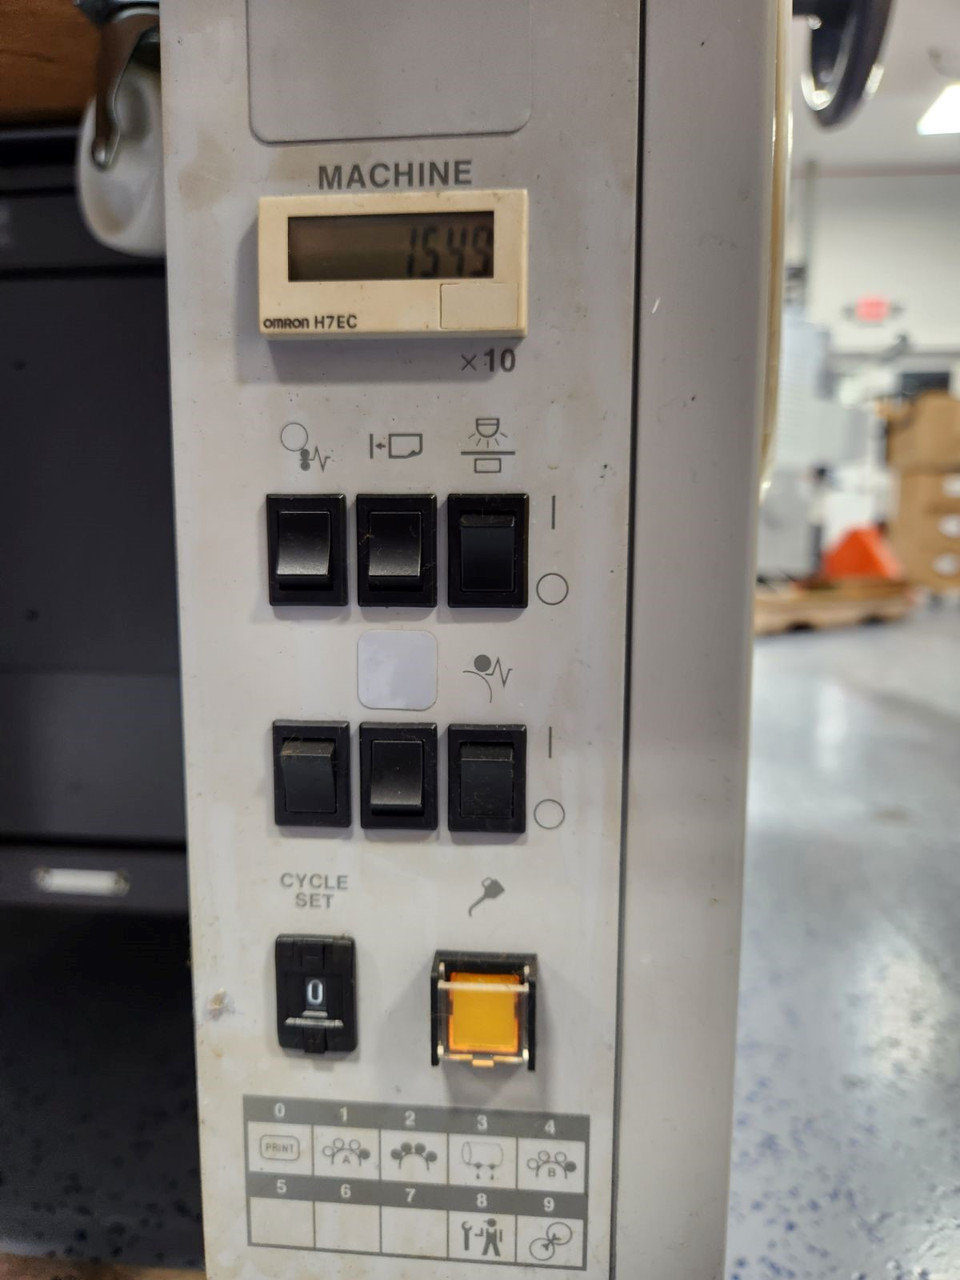 MACHINE
1549
OMRON H7EC
×10
CYCLE
SET
0
0 1 2 3 4
PRINT A B
5 6 7 8 9